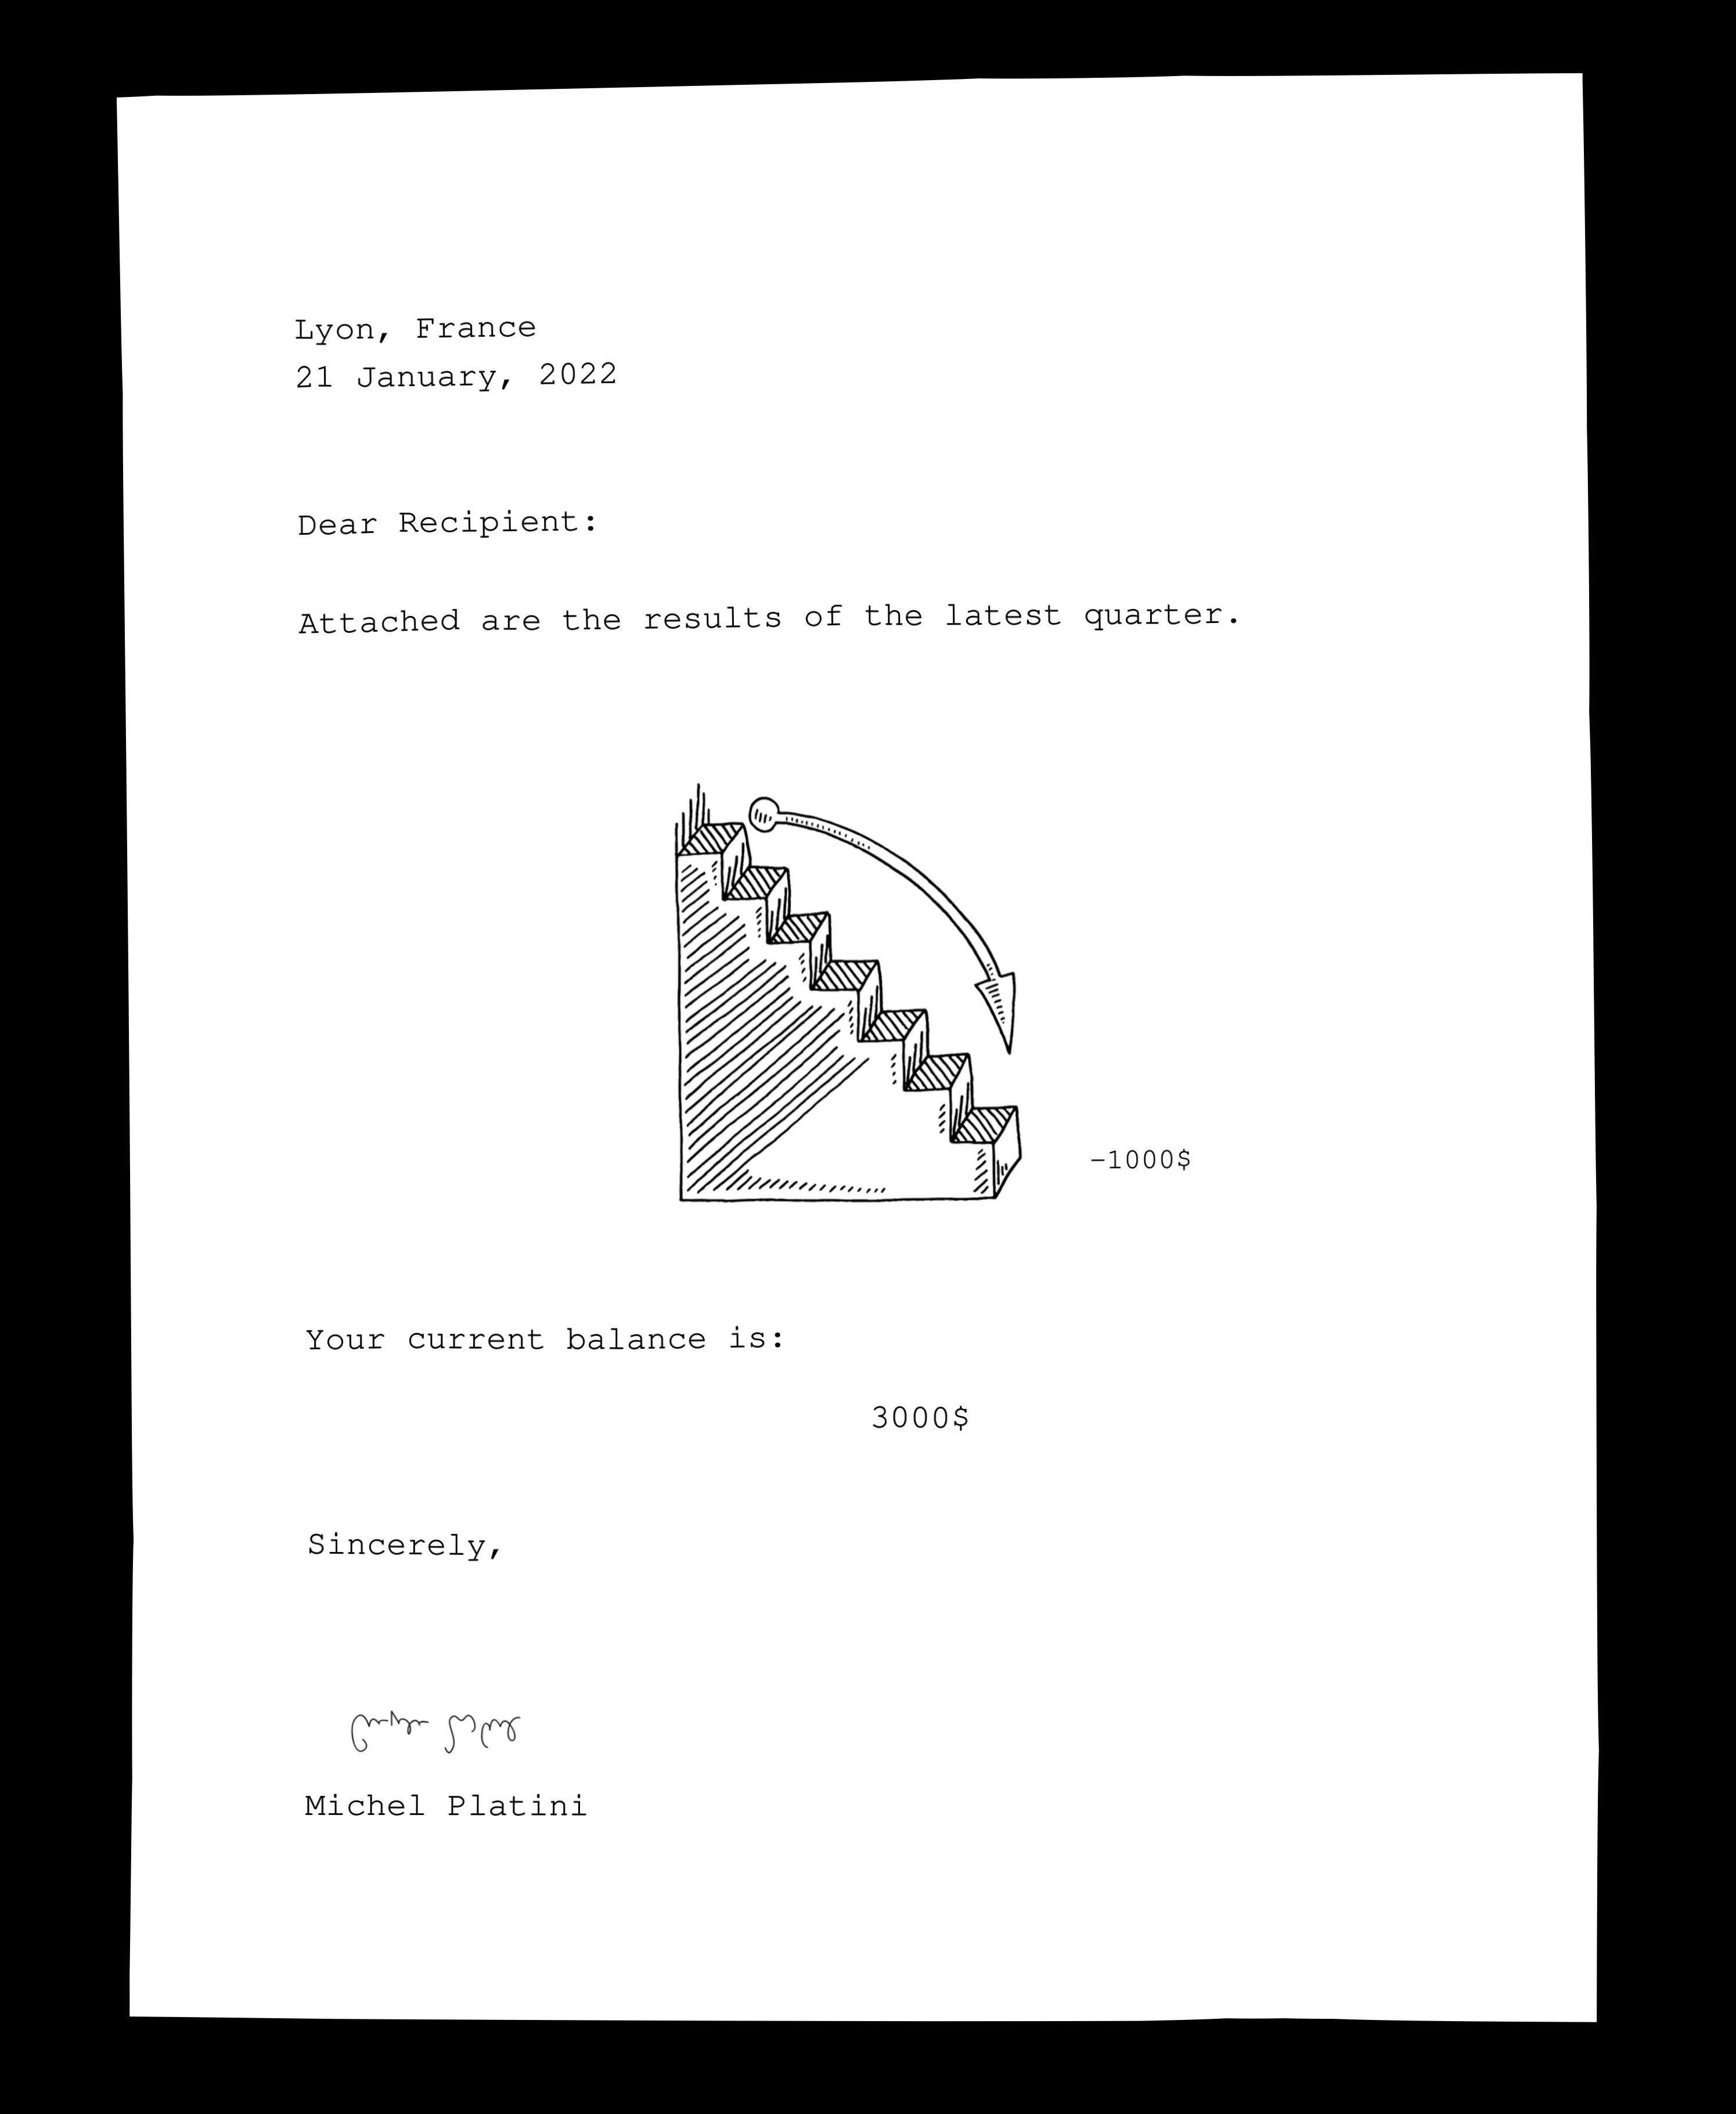 Lyon, France
21 January, 2022
Dear Recipient:
Attached are the results of the latest quarter.
-1000$
Your current balance is:
3000$
Sincerely,
Michel Platini